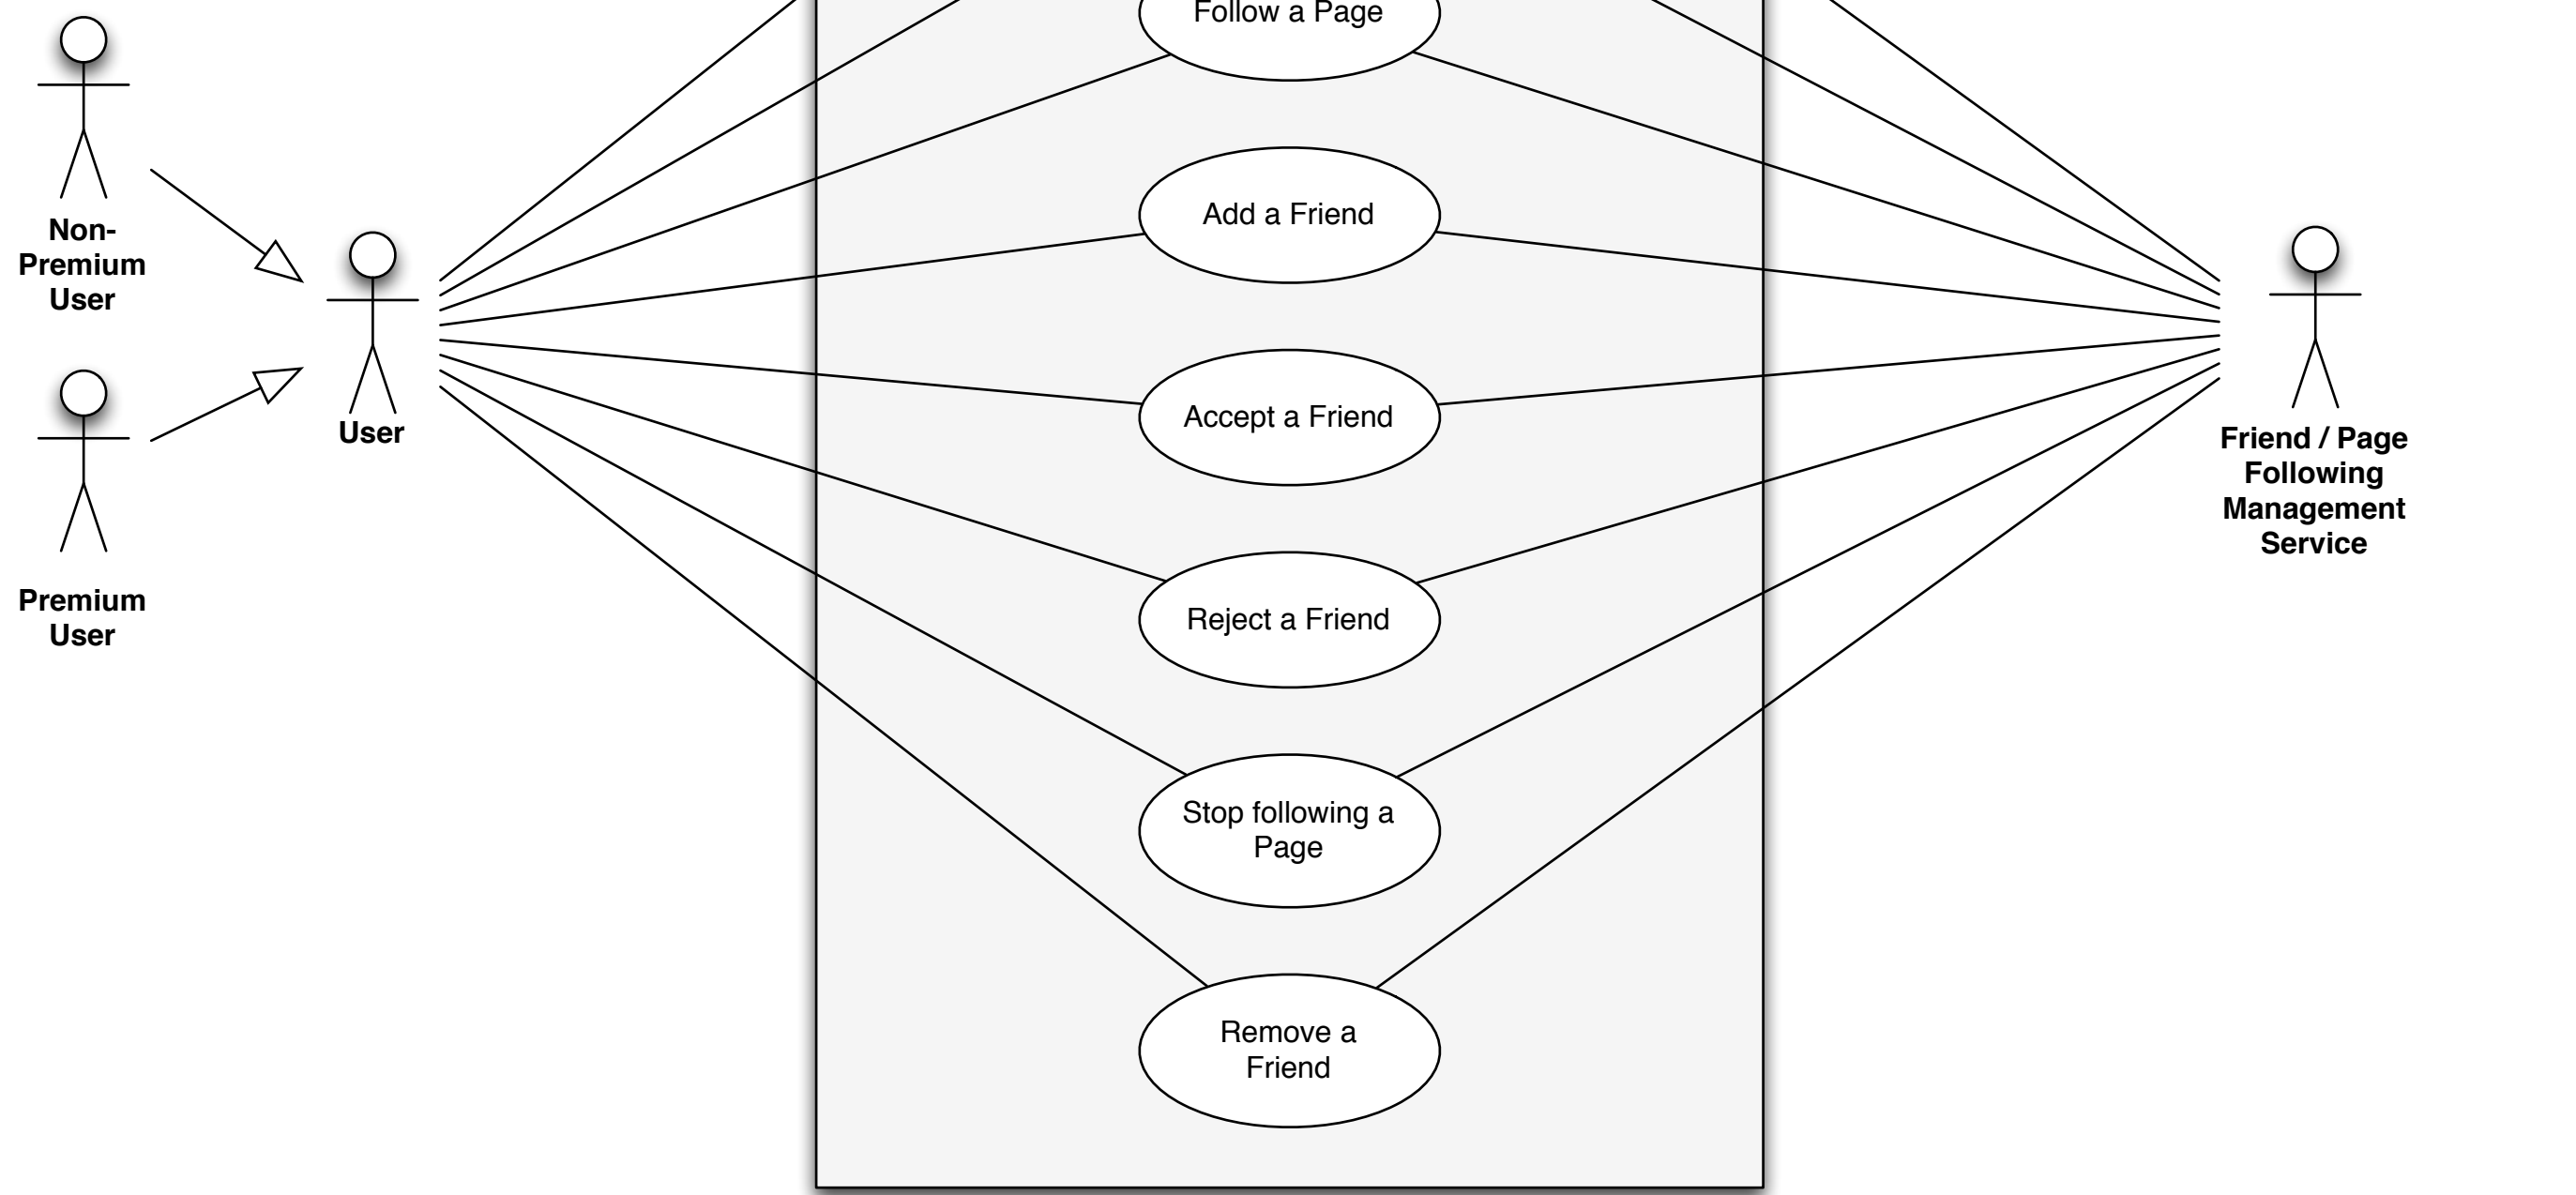 Follow a Page
Non-
Premium
User
Add a Friend
User
Accept a Friend
Friend / Page
Following
Management
Service
Premium
User
Reject a Friend
Stop following a
Page
Remove a
Friend